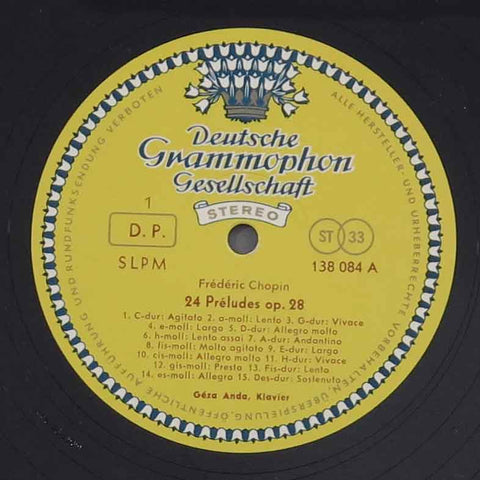 Deutsche
Grammophon
Gesellschaft
STEREO
1
D. P.
SLPM
ST 33
138 084 A
Frédéric Chopin
24 Préludes op. 28
1. C-dur: Agitato 2. a-moll: Lento 3. G-dur: Vivace
4. e-moll: Largo 5. D-dur: Allegro molto
6. h-moll: Lento assai 7. A-dur: Andantino
8. fis-moll: Molto agitato 9. E-dur: Largo
10. cis-moll: Allegro molto 11. H-dur: Vivace
12. gis-moll: Presto 13. Fis-dur: Lento
14. es-moll: Allegro 15. Des-dur: Sostenuto
Géza Anda, Klavier
ALLE HERSTELLER- UND URHEBERRECHTE VORBEHALTEN, ÜBERSPIELUNG, ÖFFENTLICHE AUFFÜHRUNG UND RUNDFUNKSENDUNG VERBOTEN